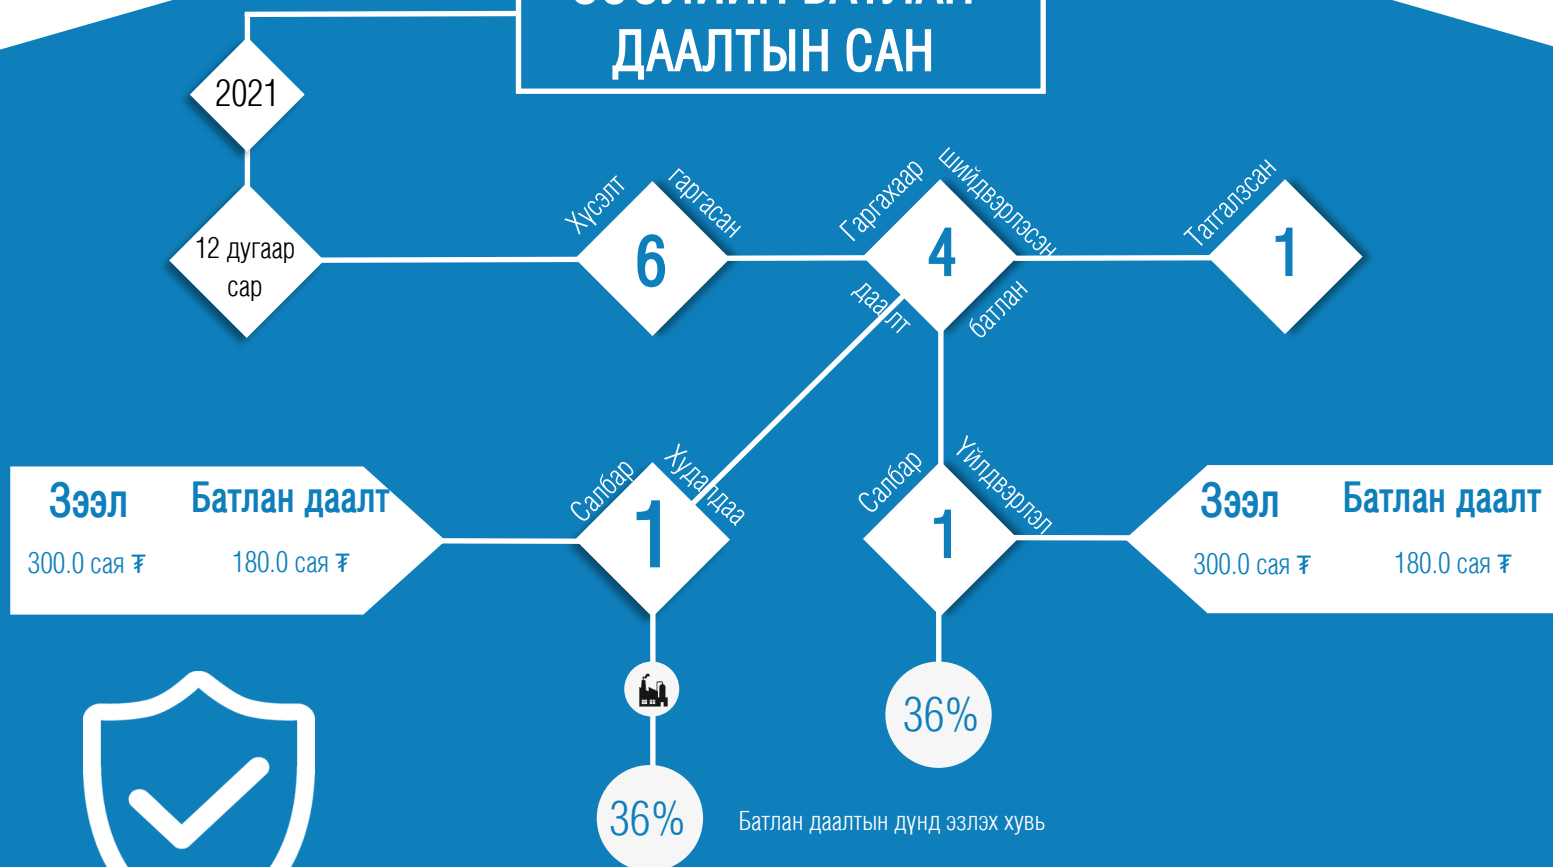 ЗЭЭЛИЙН БАТЛАН
ДААЛТЫН САН
2021
12 дугаар
сар
Хүсэлт гаргасан
6
Гаргахаар шийдвэрлэсэн
4
батлан даалт
Татгалзсан
1
Зээл
Батлан даалт
300.0 сая ₮
180.0 сая ₮
Салбар Худалдаа
1
Салбар Үйлдвэрлэл
1
Зээл
Батлан даалт
300.0 сая ₮
180.0 сая ₮
36%
36%
Батлан даалтын дүнд эзлэх хувь